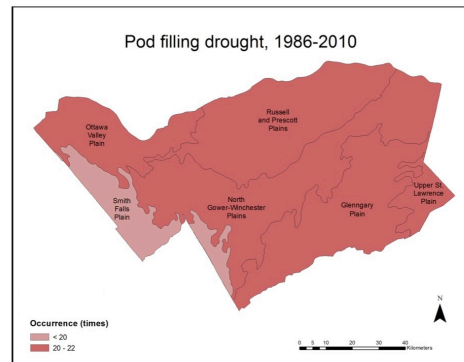 Pod filling drought, 1986-2010
Ottawa
Valley
Plain
Russell
and Prescott
Plains
Smith
Falls
Plain
North
Gower-Winchester
Plains
Glenngary
Plain
Upper St.
Lawrence
Plain
Occurrence (times)
< 20
20 - 22
N
0 5 10 20 30 40
Kilometers